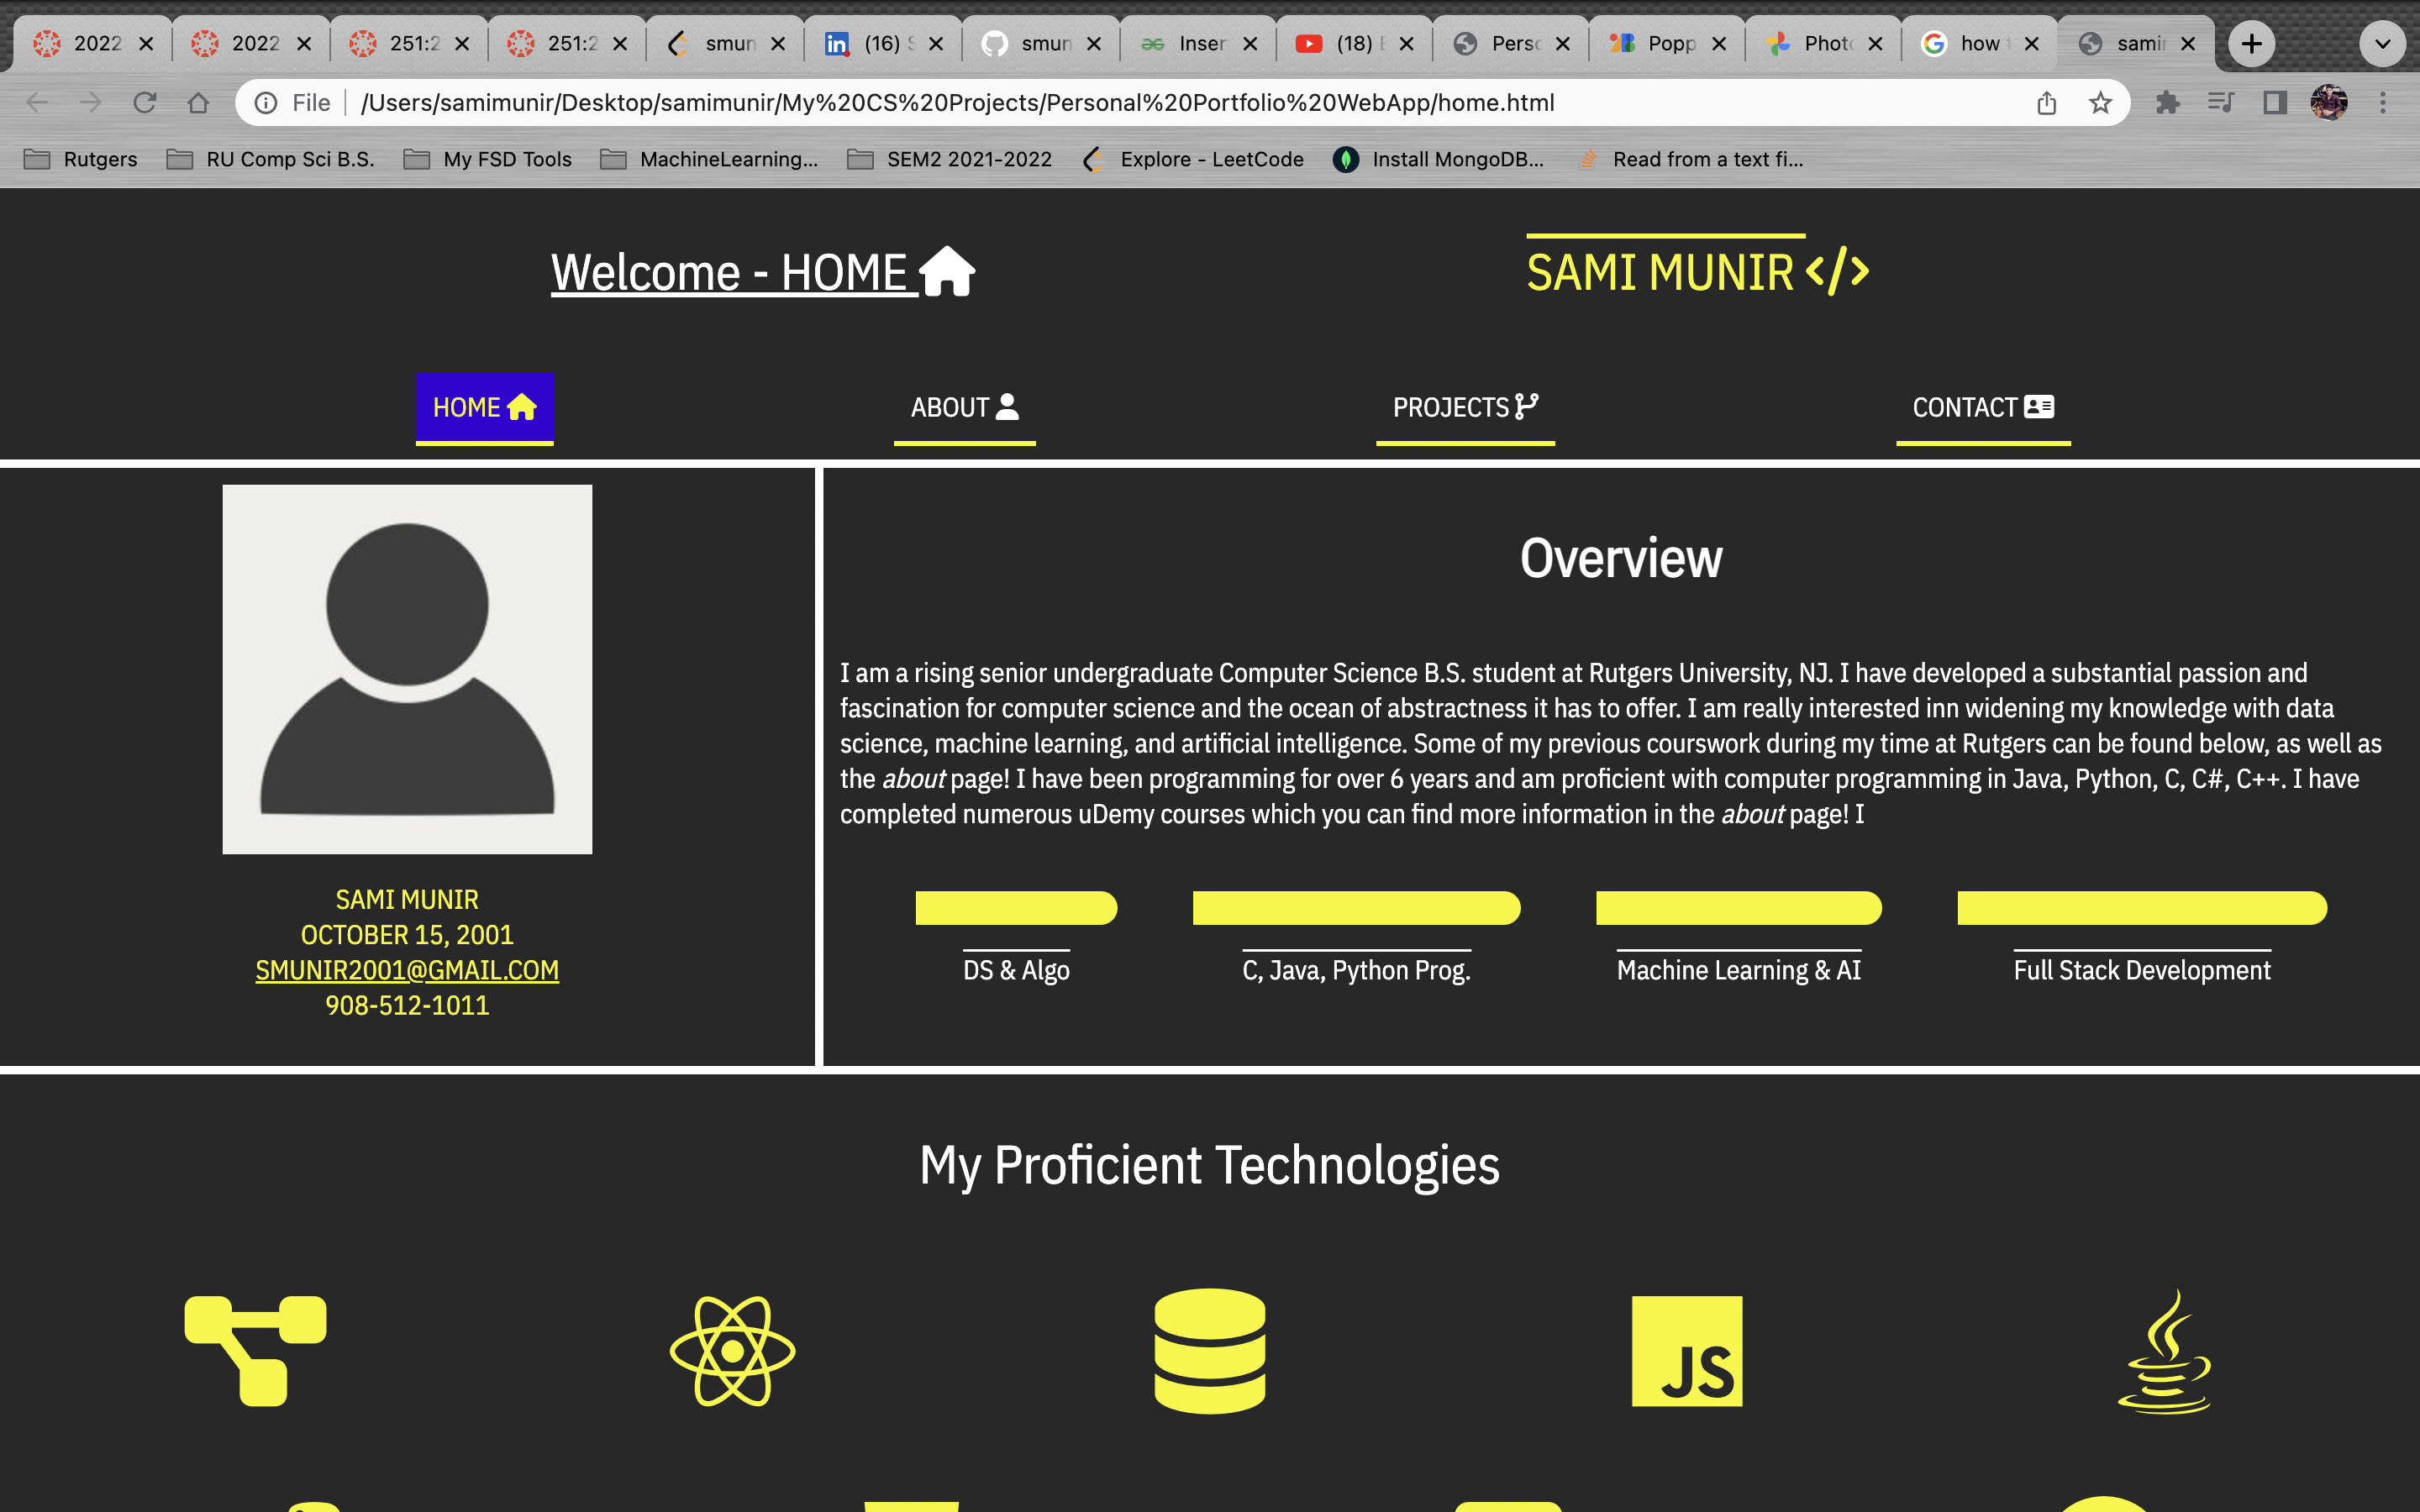 2022
2022
251:2
251:2
smun
(16) S
smun
Inser
(18)
Perso
Popp
Photo
how
samir
File
/Users/samimunir/Desktop/samimunir/My%20CS%20Projects/Personal%20Portfolio%20WebApp/home.html
Rutgers
RU Comp Sci B.S.
My FSD Tools
MachineLearning...
SEM2 2021-2022
Explore - LeetCode
Install MongoDB...
Read from a text fi...
Welcome - HOME
SAMI MUNIR </>
HOME
ABOUT
PROJECTS
CONTACT
SAMI MUNIR
OCTOBER 15, 2001
SMUNIR2001@GMAIL.COM
908-512-1011
Overview
I am a rising senior undergraduate Computer Science B.S. student at Rutgers University, NJ. I have developed a substantial passion and
fascination for computer science and the ocean of abstractness it has to offer. I am really interested inn widening my knowledge with data
science, machine learning, and artificial intelligence. Some of my previous courswork during my time at Rutgers can be found below, as well as
the about page! I have been programming for over 6 years and am proficient with computer programming in Java, Python, C, C#, C++. I have
completed numerous uDemy courses which you can find more information in the about page! I
DS & Algo
C, Java, Python Prog.
Machine Learning & AI
Full Stack Development
My Proficient Technologies
JS